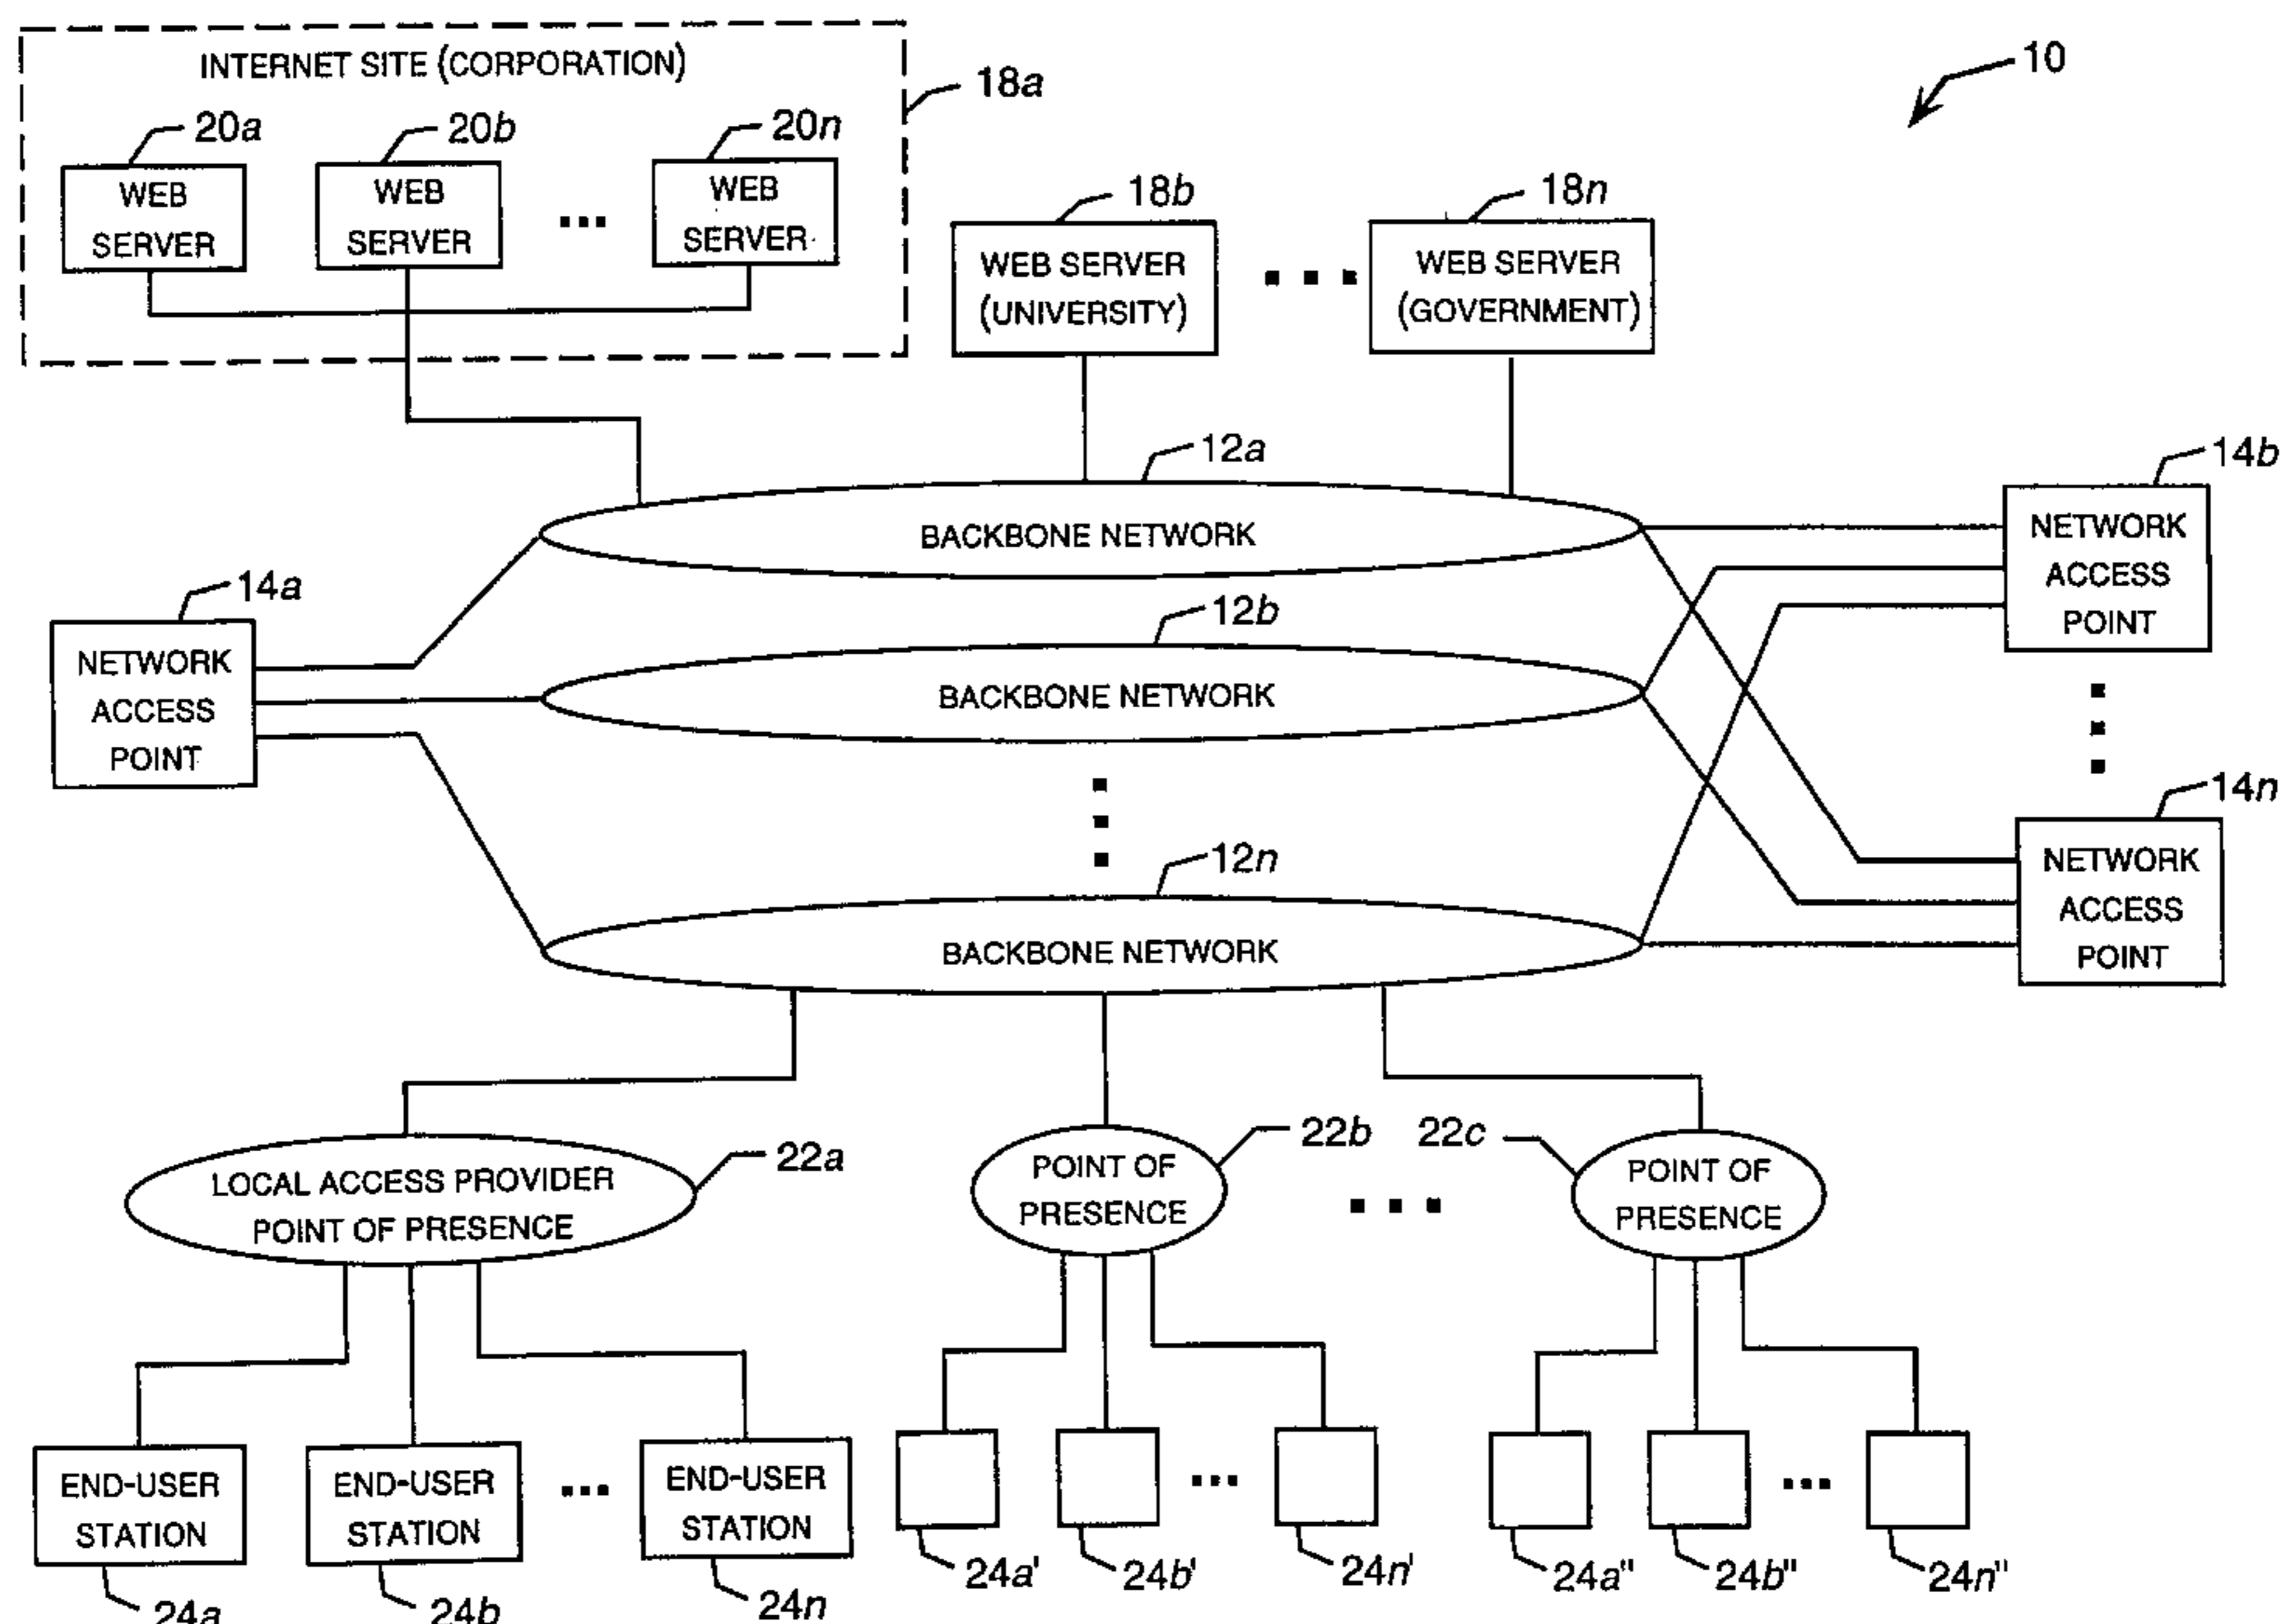 INTERNET SITE (CORPORATION)
10
18a
20a
20b
20n
WEB
SERVER
WEB
SERVER
...
WEB
SERVER
18b
18n
WEB SERVER
(UNIVERSITY)
...
WEB SERVER
(GOVERNMENT)
12a
BACKBONE NETWORK
14b
NETWORK
ACCESS
POINT
14a
NETWORK
ACCESS
POINT
12b
BACKBONE NETWORK
12n
BACKBONE NETWORK
14n
NETWORK
ACCESS
POINT
22a
LOCAL ACCESS PROVIDER
POINT OF PRESENCE
22b
POINT OF
PRESENCE
...
22c
POINT OF
PRESENCE
END-USER
STATION
END-USER
STATION
...
END-USER
STATION
...
...
24a
24b
24n
24a'
24b'
24n'
24a"
24b"
24n"